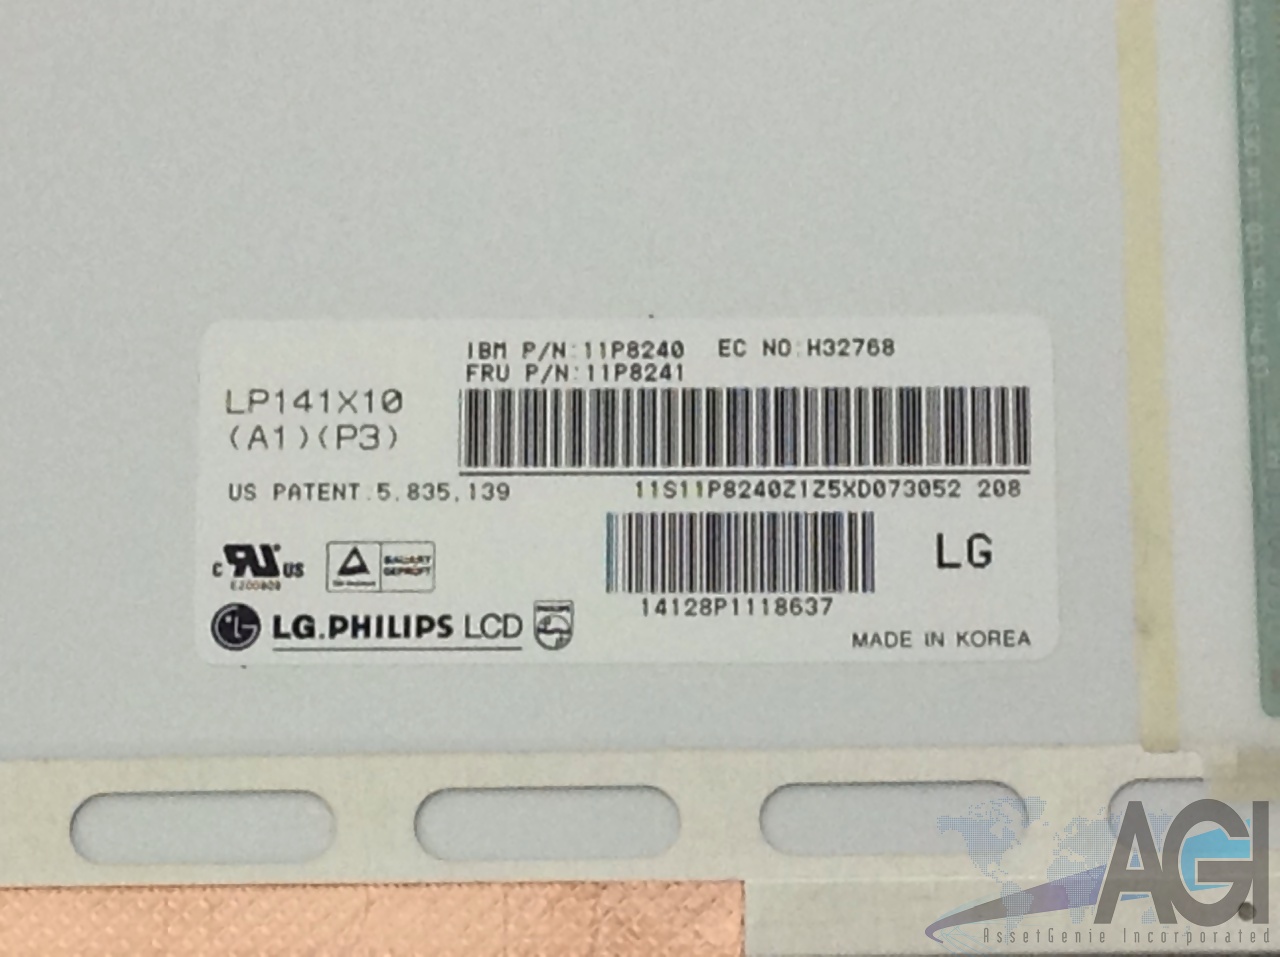 IBM P/N:11P8240 EC NO:H32768
FRU P/N:11P8241
LP141X10
(A1)(P3)
US PATENT:5,835,139
11S11P8240Z1Z5XD073052 208
LG
C US
14128P1118637
LG.PHILIPS LCD
MADE IN KOREA
AGI
AssetGenie Incorporated